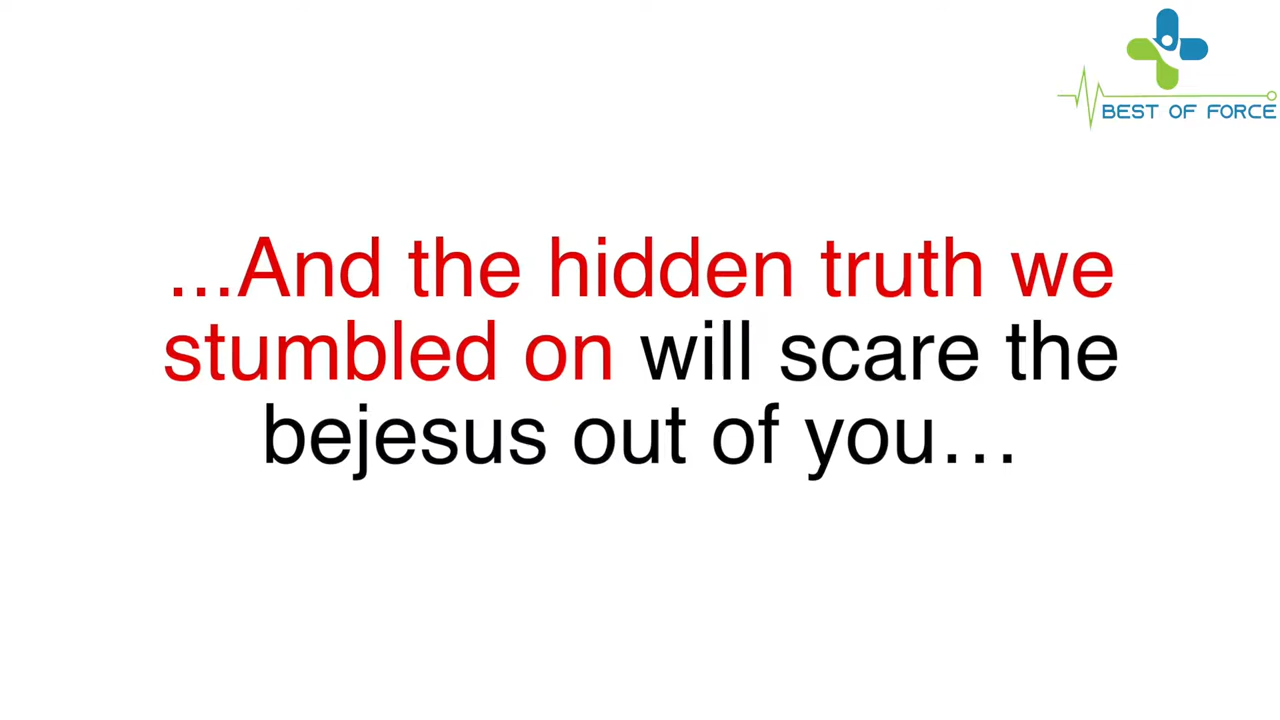 BEST OF FORCE
...And the hidden truth we
stumbled on will scare the
bejesus out of you…